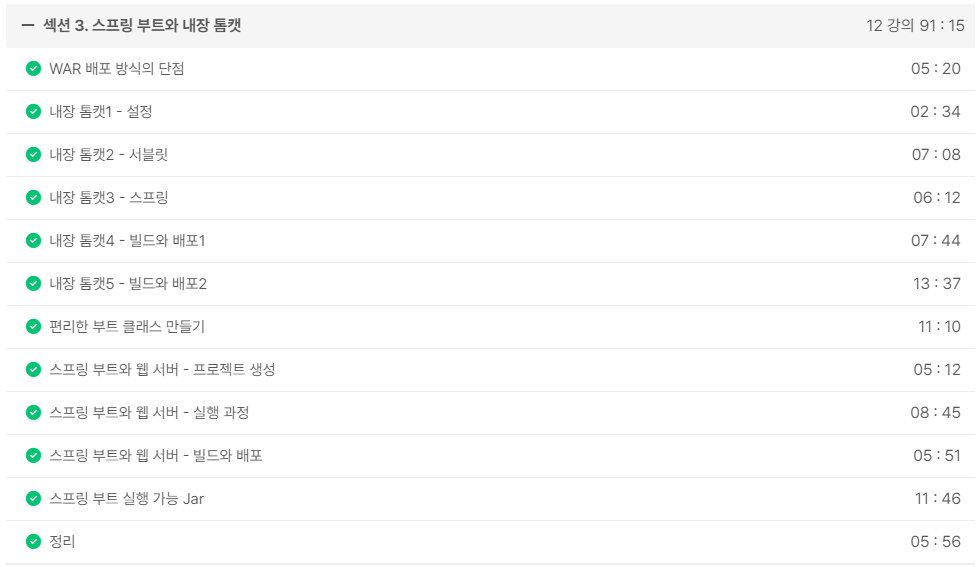 섹션 3. 스프링 부트와 내장 톰캣 12 강의 91 : 15
WAR 배포 방식의 단점 05 : 20
내장 톰캣1 - 설정 02 : 34
내장 톰캣2 - 서블릿 07 : 08
내장 톰캣3 - 스프링 06 : 12
내장 톰캣4 - 빌드와 배포1 07 : 44
내장 톰캣5 - 빌드와 배포2 13 : 37
편리한 부트 클래스 만들기 11 : 10
스프링 부트와 웹 서버 - 프로젝트 생성 05 : 12
스프링 부트와 웹 서버 - 실행 과정 08 : 45
스프링 부트와 웹 서버 - 빌드와 배포 05 : 51
스프링 부트 실행 가능 Jar 11 : 46
정리 05 : 56